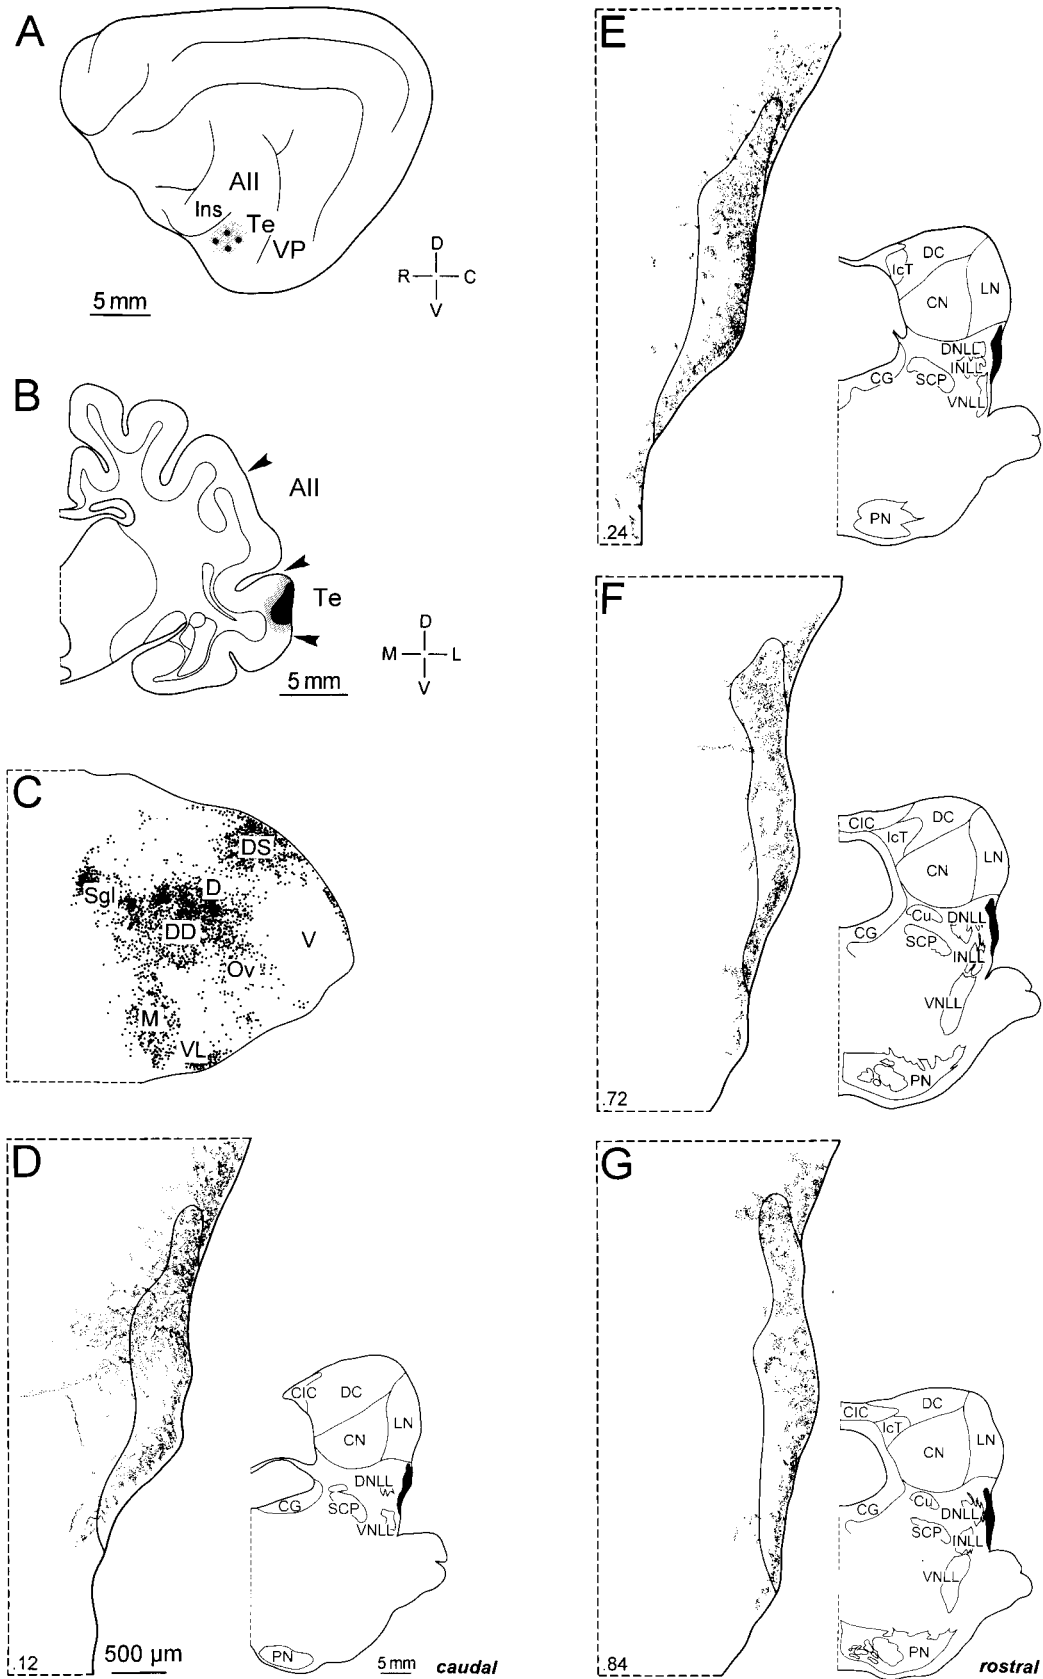 A
AII
Ins
Te
VP
D
R
C
V
5 mm
B
AII
Te
D
M
L
V
5 mm
C
DS
Sgl
D
DD
V
Ov
M
VL
D
CIC
DC
LN
CN
DNLL
CG
SCP
VNLL
PN
.12
500 µm
5 mm
caudal
E
DC
IcT
LN
CN
DNLL
INLL
CG
SCP
VNLL
PN
.24
F
CIC
DC
IcT
LN
CN
Cu
DNLL
CG
SCP
INLL
VNLL
PN
.72
G
CIC
DC
IcT
LN
CN
Cu
CG
DNLL
SCP
INLL
VNLL
PN
.84
rostral